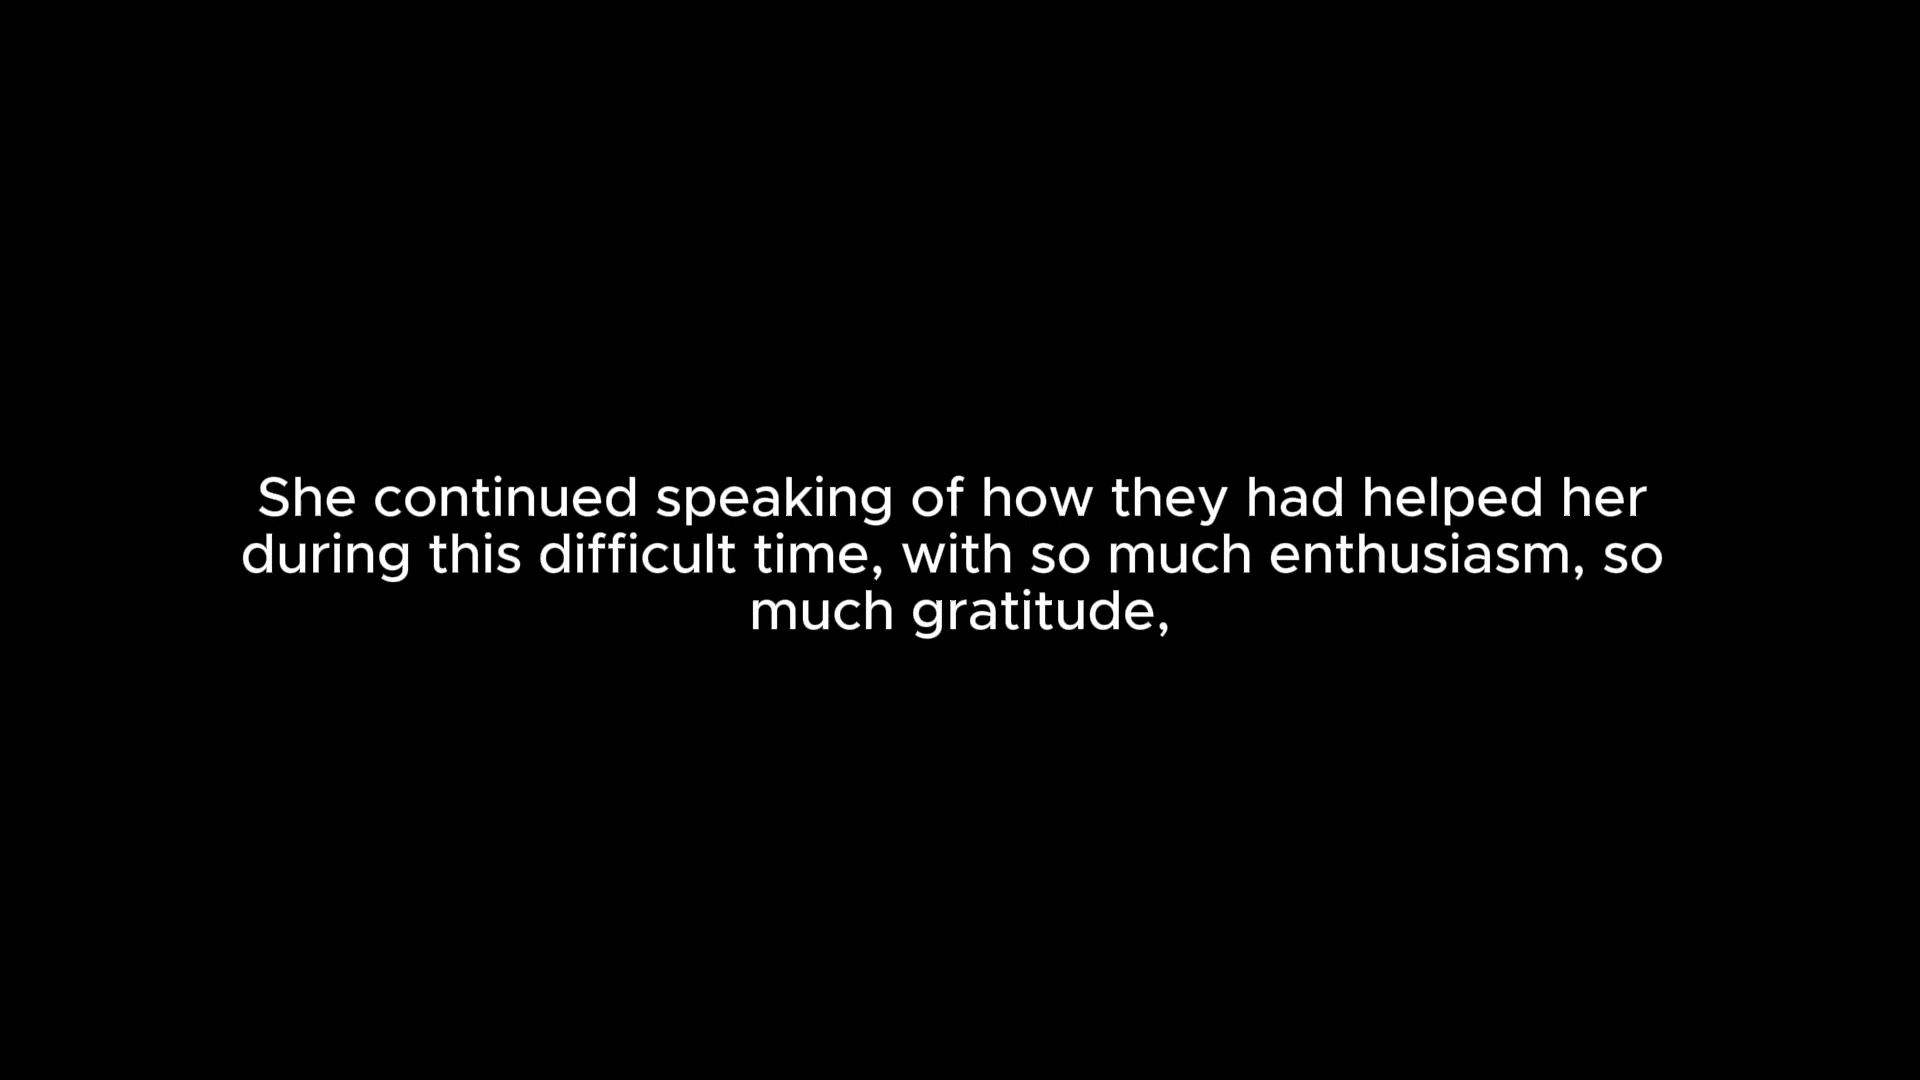 She continued speaking of how they had helped her
during this difficult time, with so much enthusiasm, so
much gratitude,